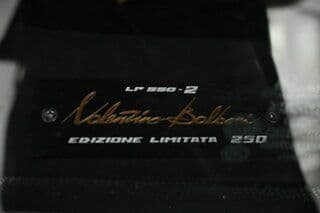 LP 550-2
Valentino Balboni
EDIZIONE LIMITATA 250